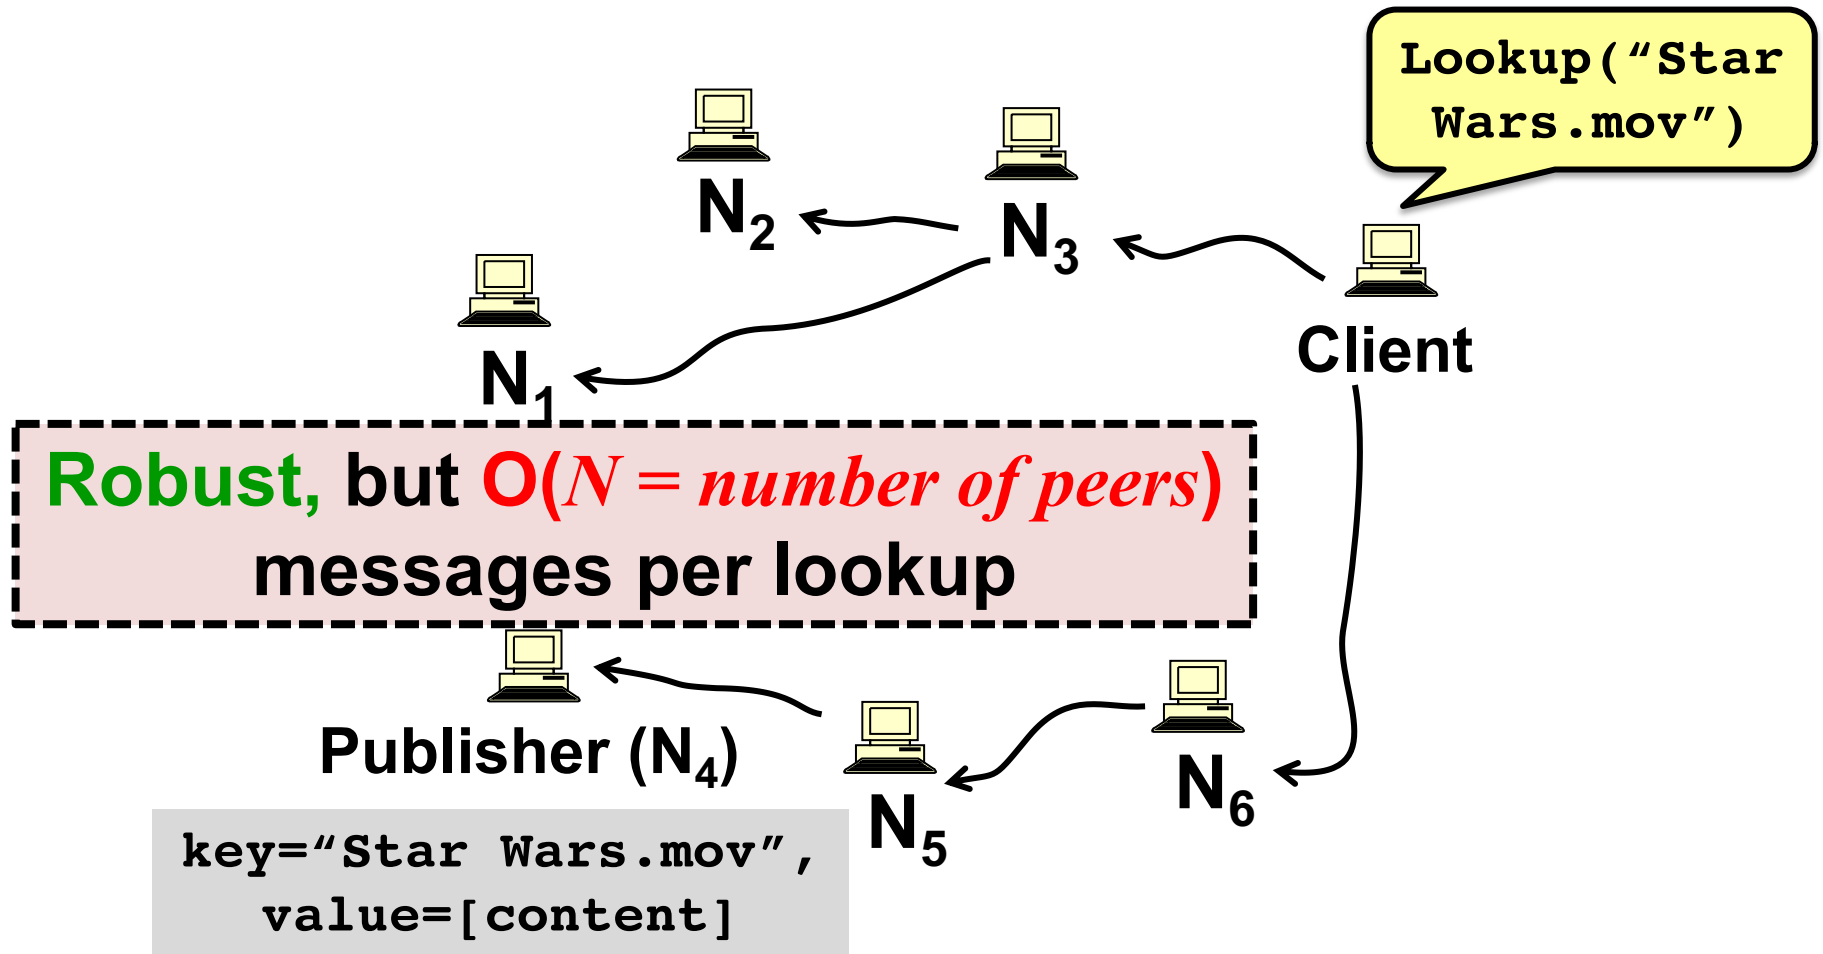 Lookup(“Star
Wars.mov”)
N2
N3
Client
N1
Robust, but O(N = number of peers)
messages per lookup
Publisher (N4)
N5
N6
key=“Star Wars.mov”,
value=[content]